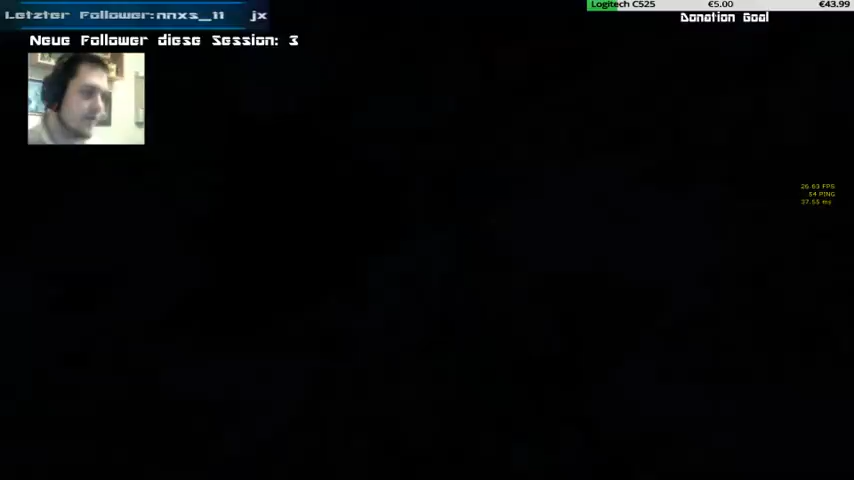 Letzter Follower:nnxs_11 jx
Logitech C525 €5.00 €43.99
Donation Goal
Neue Follower diese Session: 3
26.63 FPS
54 PING
37.55 ms